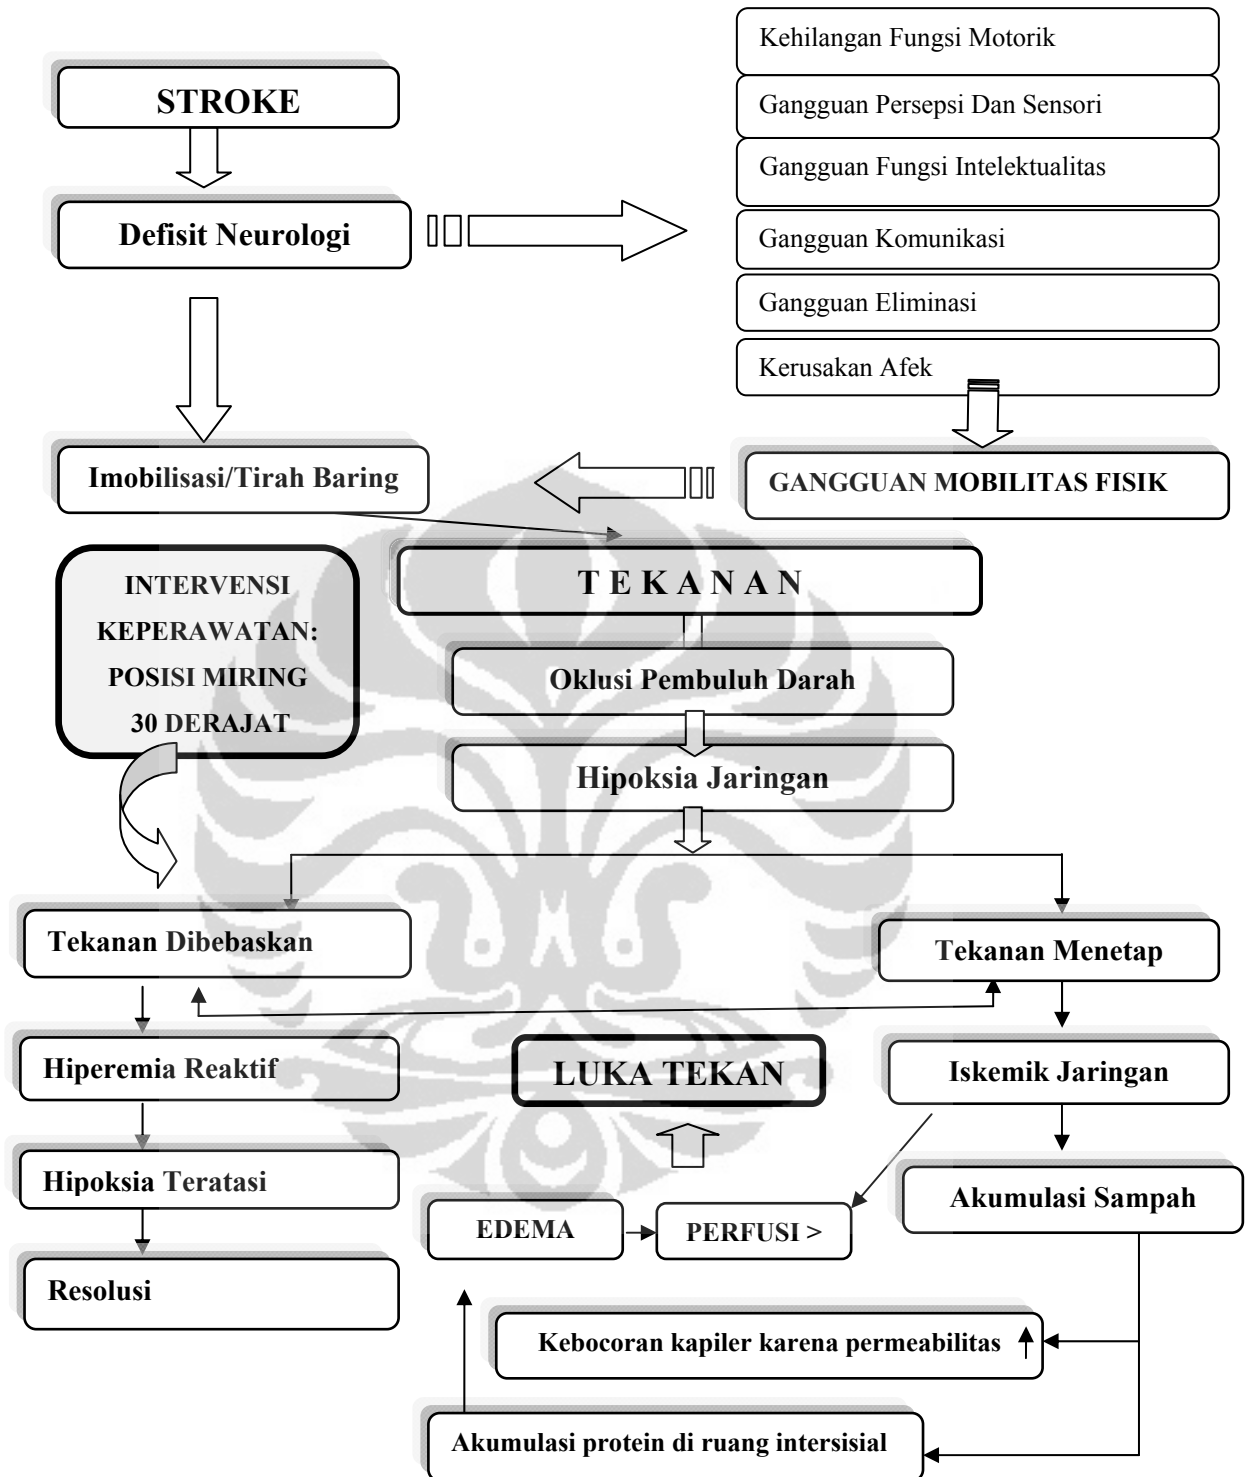 STROKE
Defisit Neurologi
Kehilangan Fungsi Motorik
Gangguan Persepsi Dan Sensori
Gangguan Fungsi Intelektualitas
Gangguan Komunikasi
Gangguan Eliminasi
Kerusakan Afek
Imobilisasi/Tirah Baring
GANGGUAN MOBILITAS FISIK
INTERVENSI
KEPERAWATAN:
POSISI MIRING
30 DERAJAT
T E K A N A N
Oklusi Pembuluh Darah
Hipoksia Jaringan
Tekanan Dibebaskan
Tekanan Menetap
Hiperemia Reaktif
LUKA TEKAN
Iskemik Jaringan
Hipoksia Teratasi
Akumulasi Sampah
EDEMA
PERFUSI >
Resolusi
Kebocoran kapiler karena permeabilitas
Akumulasi protein di ruang intersisial